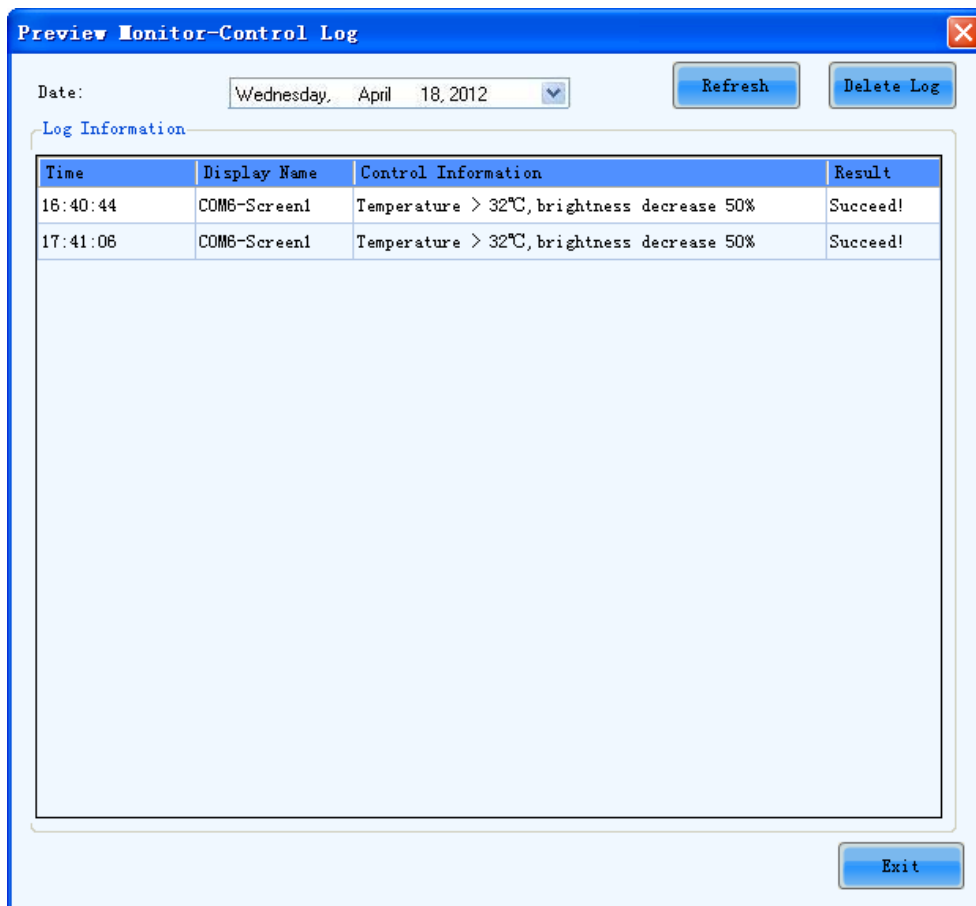 Preview Monitor-Control Log
Date: Wednesday, April 18, 2012 Refresh Delete Log
Log Information
Time Display Name Control Information Result
16:40:44 COM6-Screen1 Temperature > 32℃, brightness decrease 50% Succeed!
17:41:06 COM6-Screen1 Temperature > 32℃, brightness decrease 50% Succeed!
Exit